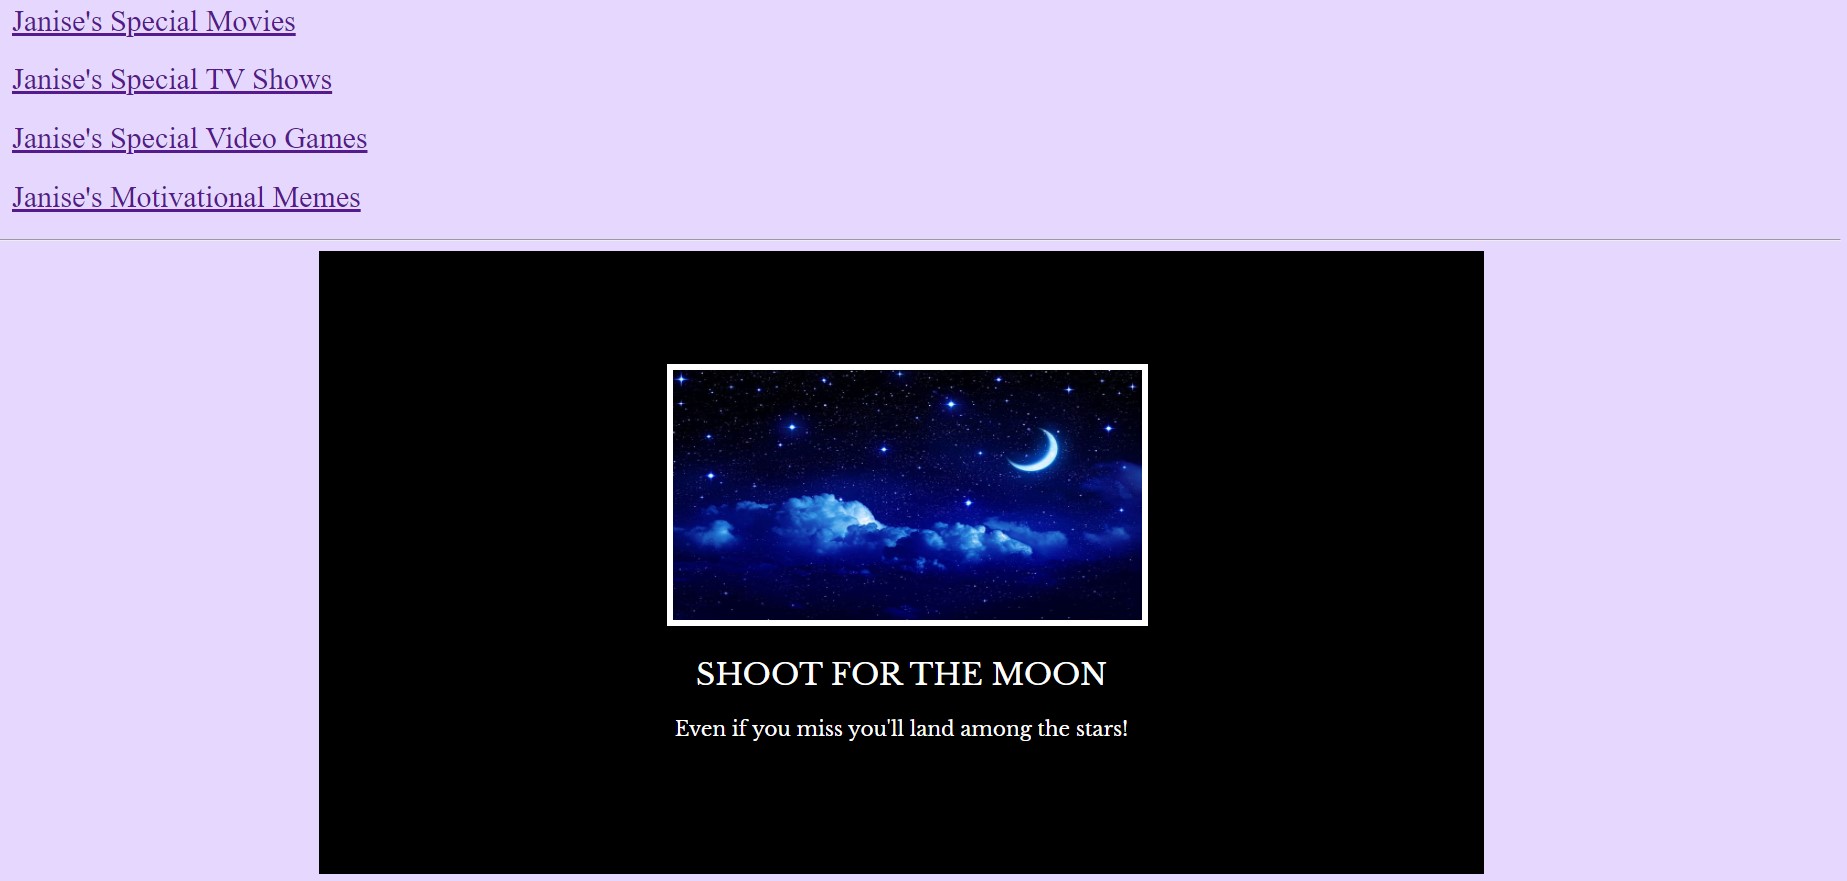 Janise's Special Movies
Janise's Special TV Shows
Janise's Special Video Games
Janise's Motivational Memes
SHOOT FOR THE MOON
Even if you miss you'll land among the stars!